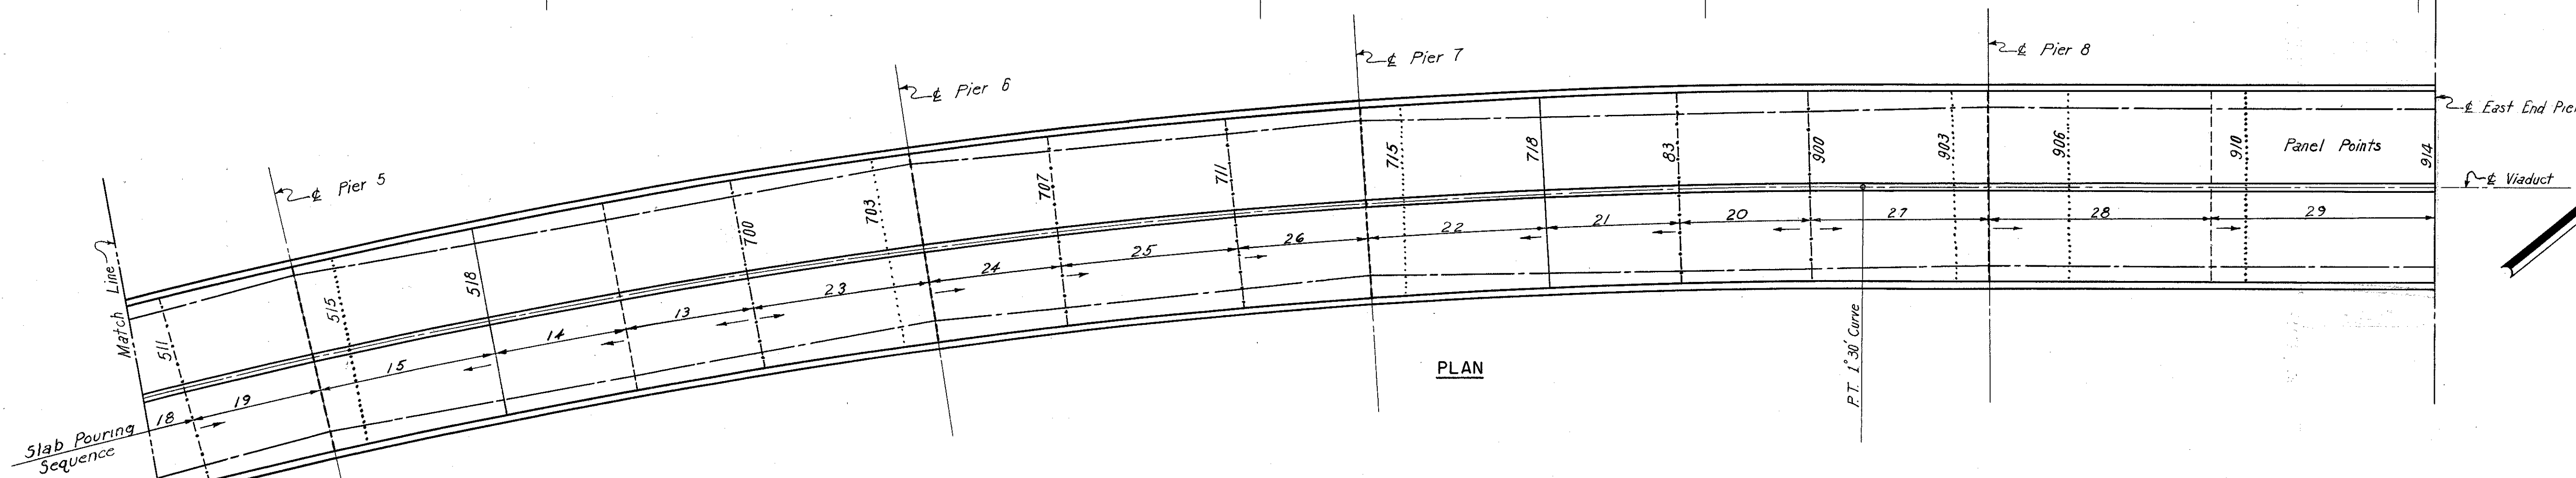 ℄ Pier 5
℄ Pier 6
℄ Pier 7
℄ Pier 8
℄ East End Pier
℄ Viaduct
Match Line
511
515
518
700
703
707
711
715
718
83
900
903
906
910
Panel Points
914
Slab Pouring
Sequence
18
19
15
14
13
23
24
25
26
22
21
20
27
28
29
P.T. 1°30' Curve
PLAN